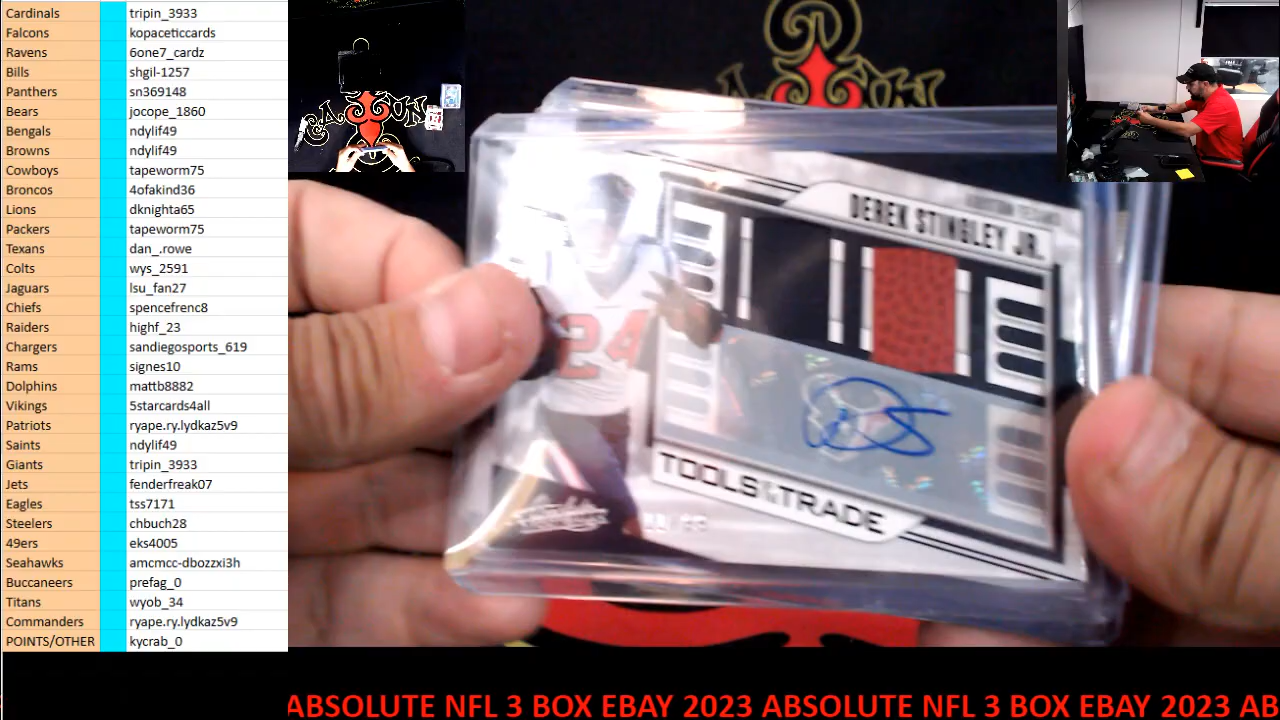 Cardinals tripin_3933
Falcons kopaceticcards
Ravens 6one7_cardz
Bills shgil-1257
Panthers sn369148
Bears jocope_1860
Bengals ndylif49
Browns ndylif49
Cowboys tapeworm75
Broncos 4ofakind36
Lions dknighta65
Packers tapeworm75
Texans dan_.rowe
Colts wys_2591
Jaguars lsu_fan27
Chiefs spencefrenc8
Raiders highf_23
Chargers sandiegosports_619
Rams signes10
Dolphins mattb8882
Vikings 5starcards4all
Patriots ryape.ry.lydkaz5v9
Saints ndylif49
Giants tripin_3933
Jets fenderfreak07
Eagles tss7171
Steelers chbuch28
49ers eks4005
Seahawks amcmcc-dbozzxi3h
Buccaneers prefag_0
Titans wyob_34
Commanders ryape.ry.lydkaz5v9
POINTS/OTHER kycrab_0
DEREK STINGLEY JR.
24
TOOLS OF THE TRADE
ABSOLUTE NFL 3 BOX EBAY 2023 ABSOLUTE NFL 3 BOX EBAY 2023 AB